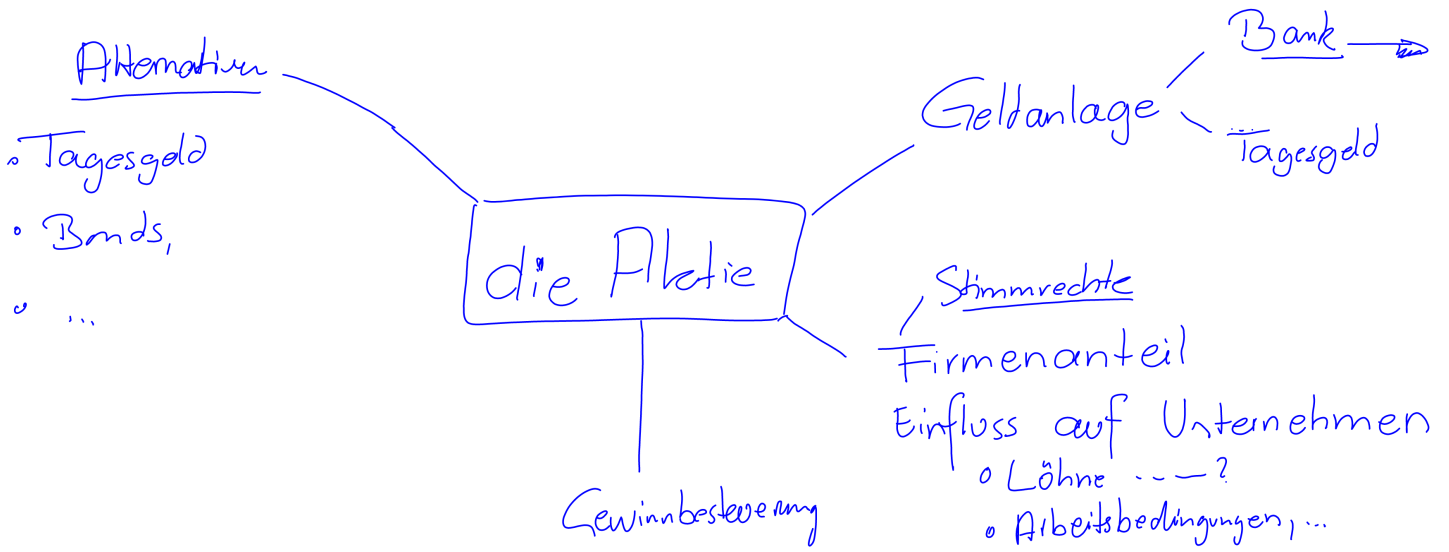 Alternativen
• Tagesgeld
• Bonds,
• ...
die Aktie
Geldanlage
Bank
Tagesgeld
Stimmrechte
Firmenanteil
Einfluss auf Unternehmen
• Löhne ---?
• Arbeitsbedingungen, ...
Gewinnbesteuerung